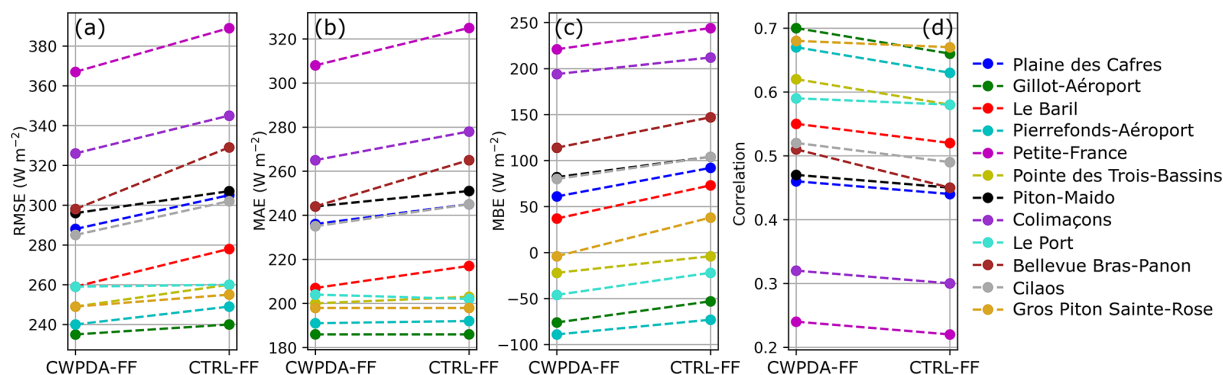 (a)
RMSE (W m⁻²)
380
360
340
320
300
280
260
240
CWPDA-FF
CTRL-FF
(b)
MAE (W m⁻²)
320
300
280
260
240
220
200
180
CWPDA-FF
CTRL-FF
(c)
MBE (W m⁻²)
250
200
150
100
50
0
−50
−100
CWPDA-FF
CTRL-FF
(d)
Correlation
0.7
0.6
0.5
0.4
0.3
0.2
CWPDA-FF
CTRL-FF
Plaine des Cafres
Gillot-Aéroport
Le Baril
Pierrefonds-Aéroport
Petite-France
Pointe des Trois-Bassins
Piton-Maido
Colimaçons
Le Port
Bellevue Bras-Panon
Cilaos
Gros Piton Sainte-Rose